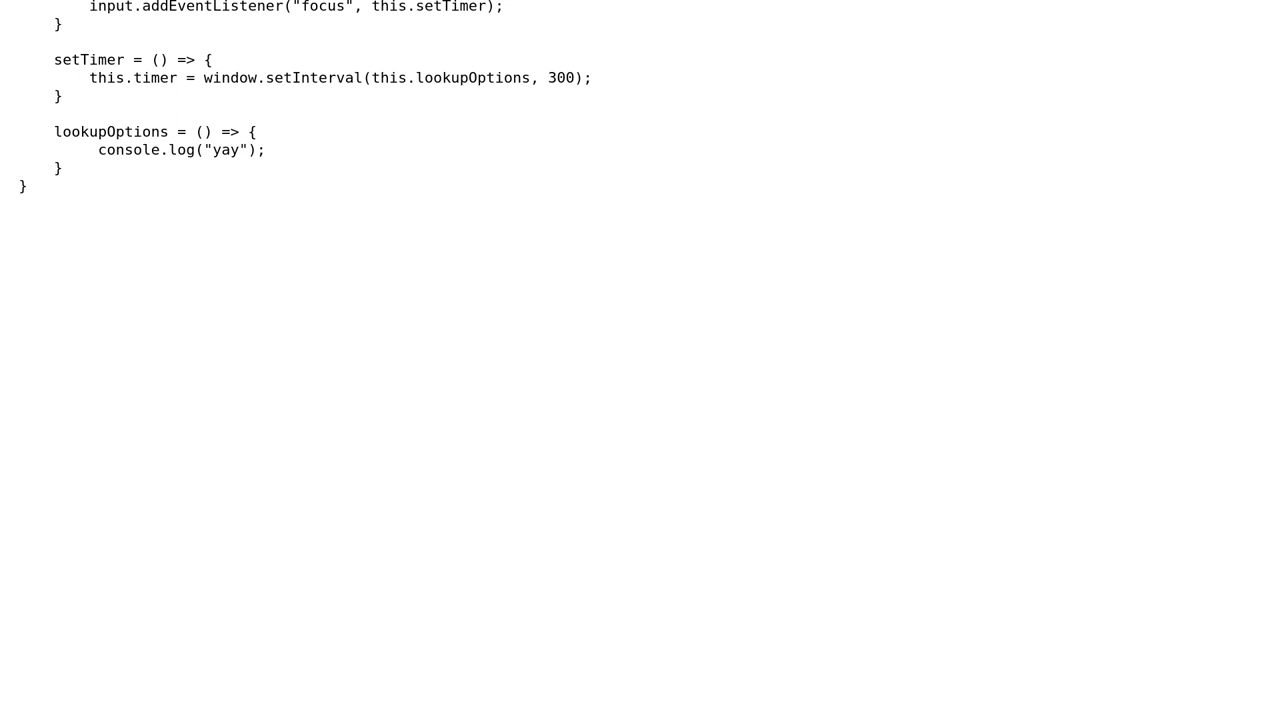 input.addEventListener("focus", this.setTimer);
}
setTimer = () => {
this.timer = window.setInterval(this.lookupOptions, 300);
}
lookupOptions = () => {
console.log("yay");
}
}